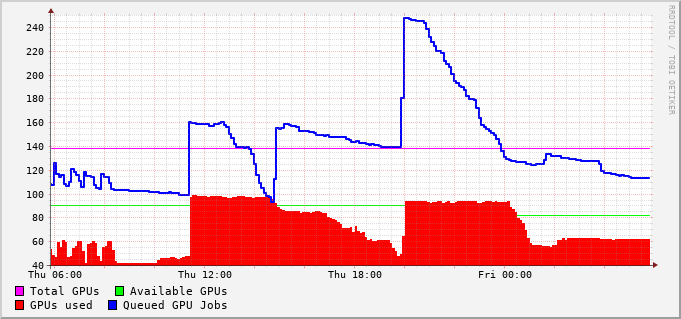 RRDTOOL / TOBI OETIKER
240
220
200
180
160
140
120
100
80
60
40
Thu 06:00 Thu 12:00 Thu 18:00 Fri 00:00
Total GPUs Available GPUs
GPUs used Queued GPU Jobs